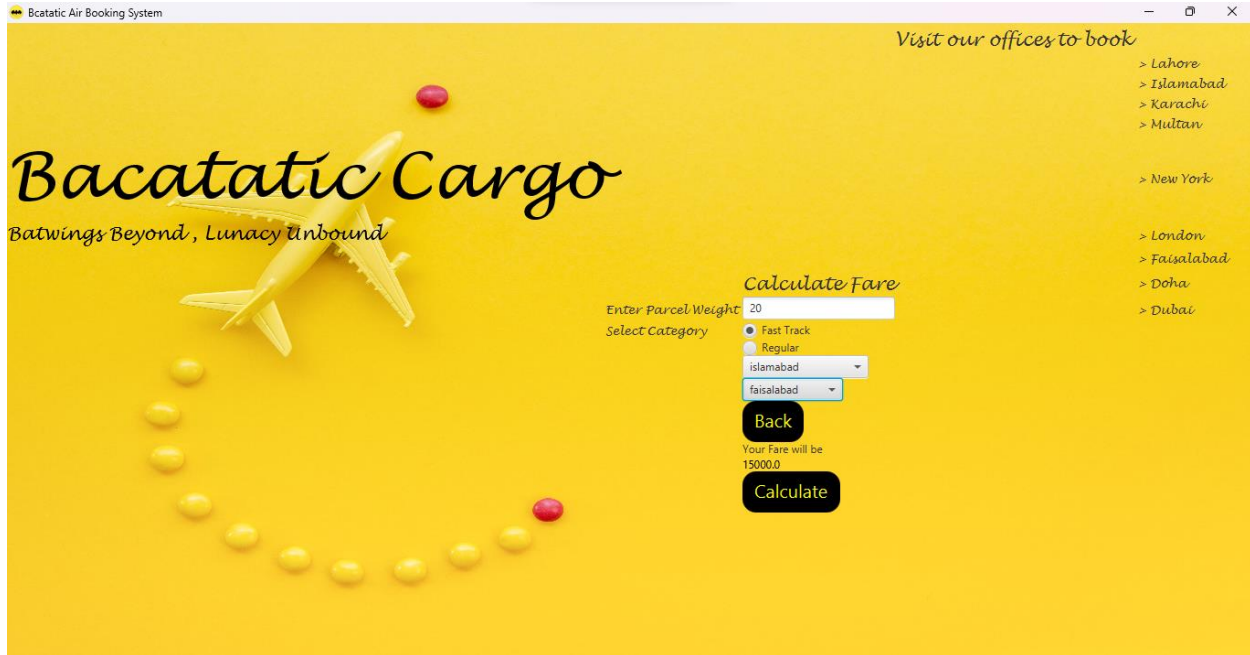 Bcatatic Air Booking System
Visit our offices to book
> Lahore
> Islamabad
> Karachi
> Multan
Bacatatic Cargo
> New York
Batwings Beyond , Lunacy Unbound
> London
> Faisalabad
Calculate Fare
> Doha
Enter Parcel Weight 20
> Dubai
Select Category
Fast Track
Regular
islamabad
faisalabad
Back
Your Fare will be
15000.0
Calculate